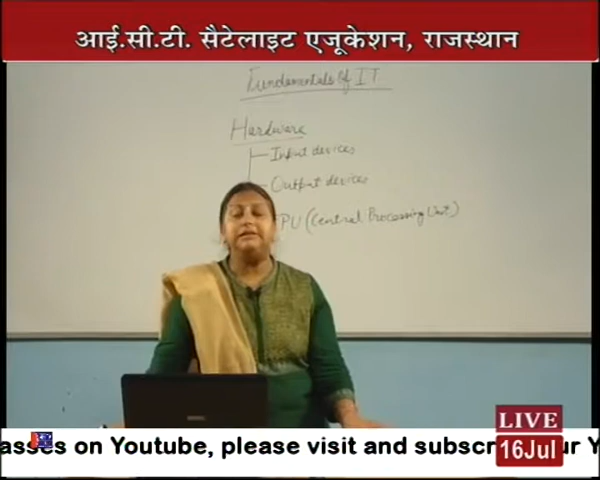 आई.सी.टी. सैटेलाइट एजूकेशन, राजस्थान
Fundamentals of IT
Hardware
Input devices
Output devices
PU (Central Processing Unit)
LIVE
asses on Youtube, please visit and subscr ur Y
16Jul